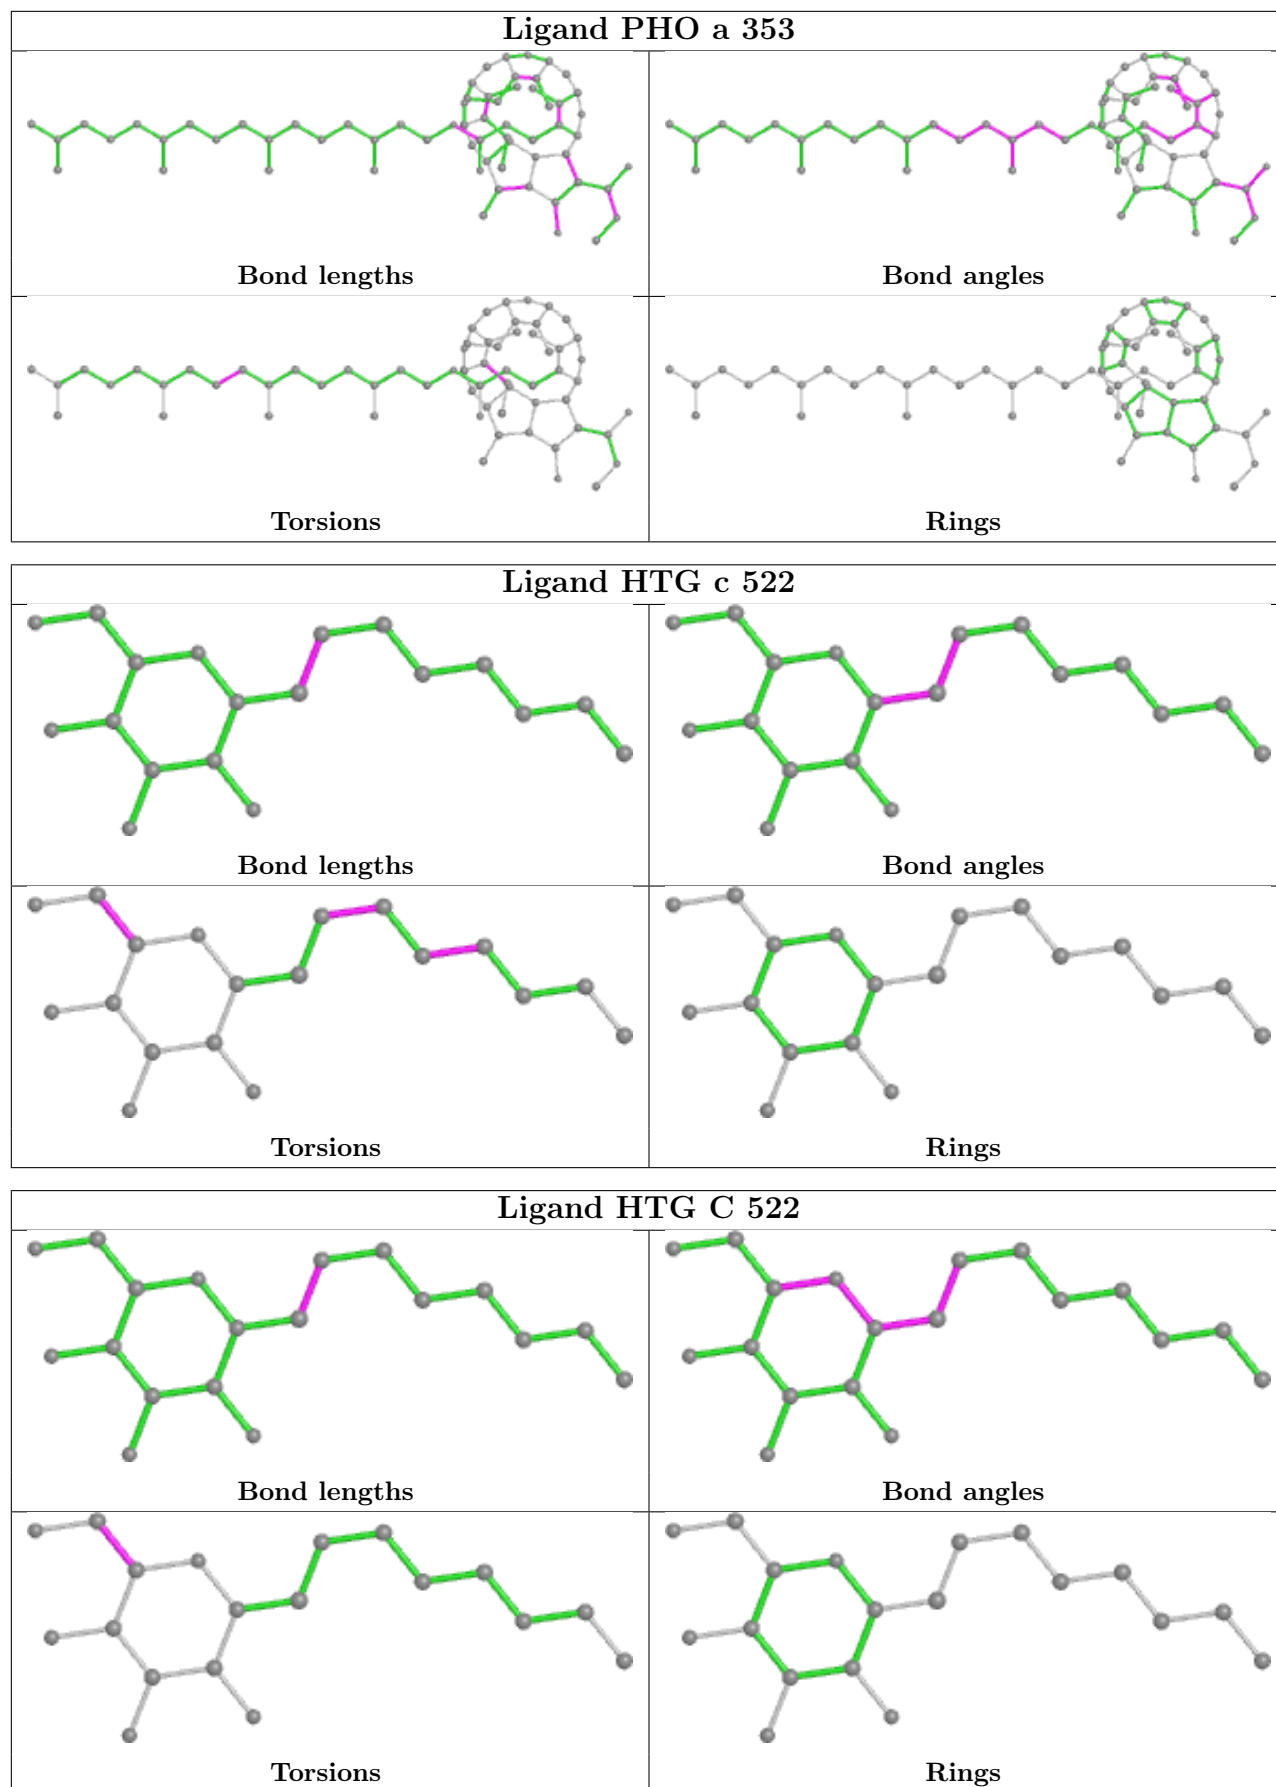 Ligand PHO a 353
Bond lengths
Bond angles
Torsions
Rings
Ligand HTG c 522
Bond lengths
Bond angles
Torsions
Rings
Ligand HTG C 522
Bond lengths
Bond angles
Torsions
Rings